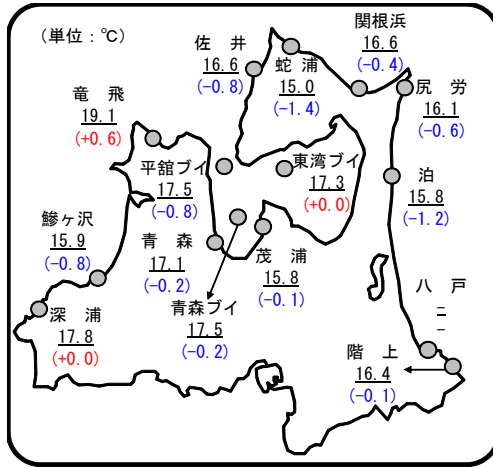 (単位：℃)
関根浜
16.6
(-0.4)
佐 井
16.6
(-0.8)
蛇 浦
15.0
(-1.4)
尻 労
16.1
(-0.6)
竜 飛
19.1
(+0.6)
平舘ブイ
17.5
(-0.8)
東湾ブイ
17.3
(+0.0)
泊
15.8
(-1.2)
鰺ヶ沢
15.9
(-0.8)
青 森
17.1
(-0.2)
茂 浦
15.8
(-0.1)
八 戸
深 浦
17.8
(+0.0)
青森ブイ
17.5
(-0.2)
階 上
16.4
(-0.1)